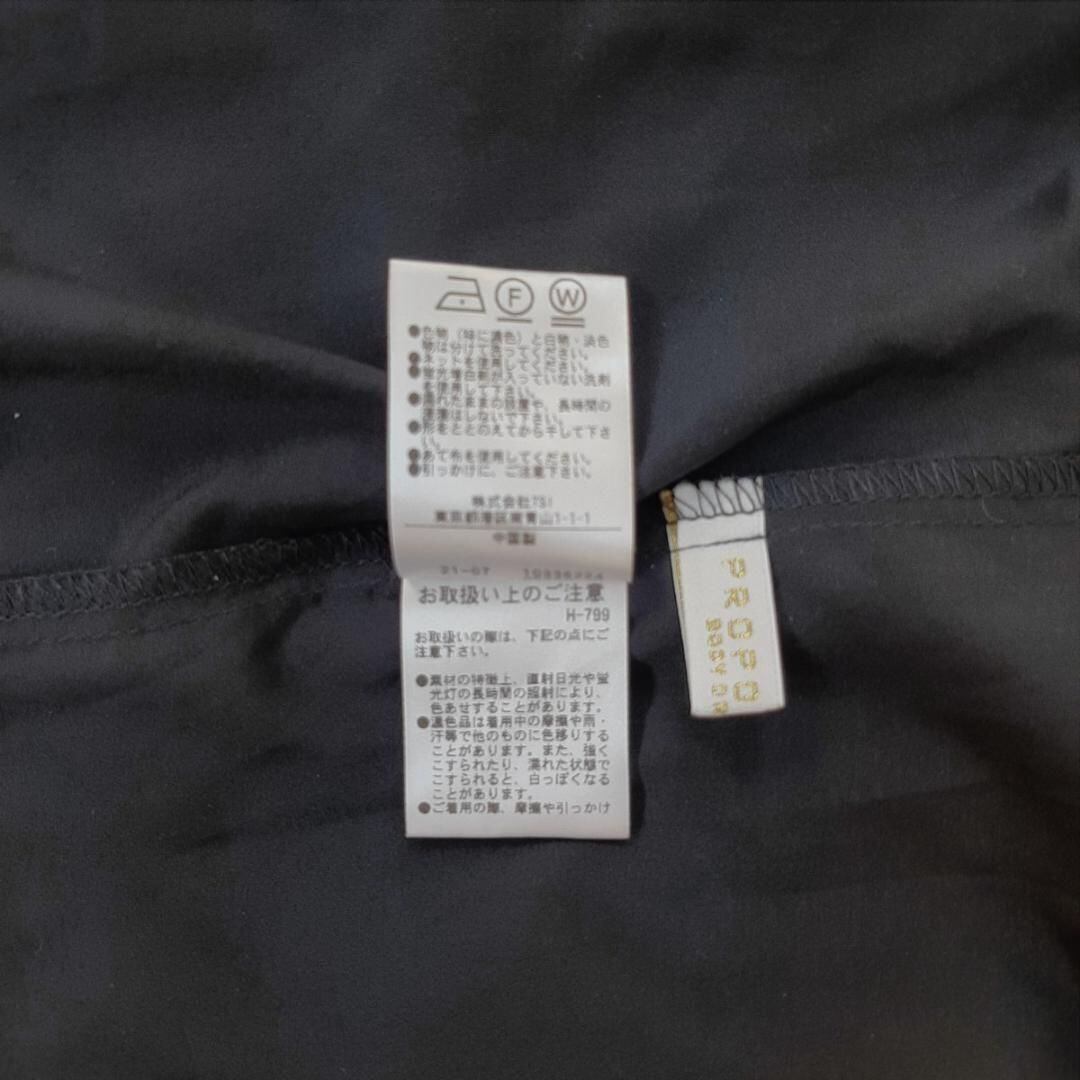 F W
●色物(特に濃色)と白物・淡色
物は分けて洗ってください。
●ネットを使用してください。
●蛍光増白剤が入っていない洗剤
を使用して下さい。
●濡れたままの放置や、長時間の
浸漬はしないで下さい。
●形をととのえてから干して下さ
い。
●あて布を使用してください。
●引っかけに、ご注意下さい。
株式会社TSI
東京都港区南青山1-1-1
中国製
21-07
お取扱い上のご注意
H-799
お取扱いの際は、下記の点にご
注意下さい。
●素材の特徴上、直射日光や蛍
光灯の長時間の照射により、
色あせすることがあります。
●濃色品は着用中の摩擦や雨・
汗等で他のものに色移りする
ことがあります。また、強く
こすられたり、濡れた状態で
こすられると、白っぽくなる
ことがあります。
●ご着用の際、摩擦や引っかけ
PROPO